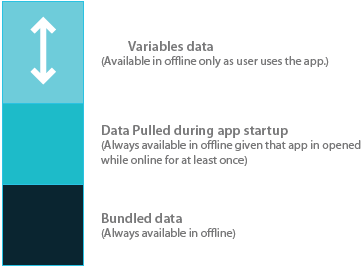 Variables data
(Available in offline only as user uses the app.)
Data Pulled during app startup
(Always available in offline given that app in opened
while online for at least once)
Bundled data
(Always available in offline)